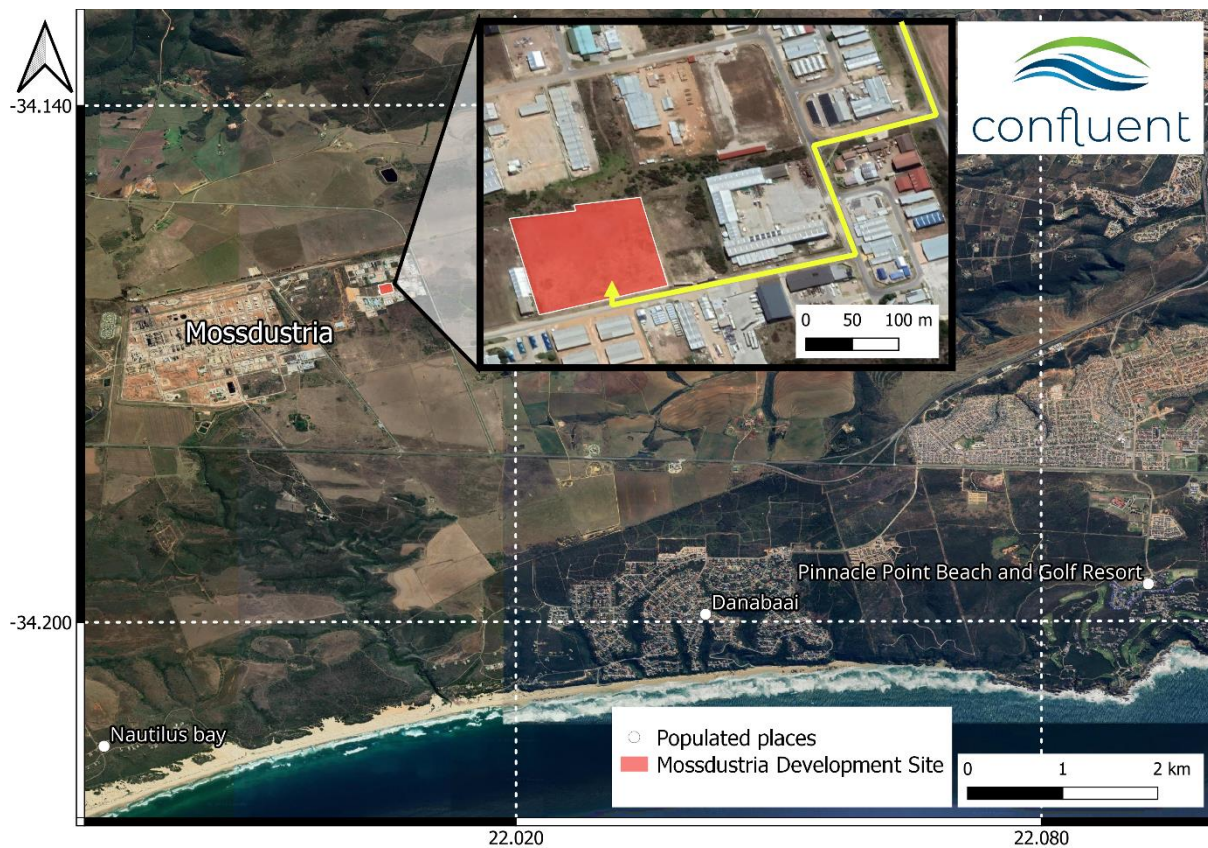 confluent
-34.140
0 50 100 m
Mossdustria
Pinnacle Point Beach and Golf Resort
Danabaai
-34.200
Nautilus bay
Populated places
Mossdustria Development Site
0 1 2 km
22.020 22.080